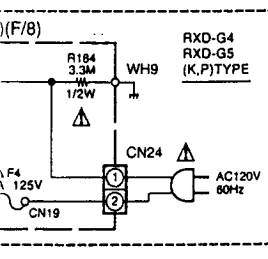 )(F/8)
RXD-G4
RXD-G5
(K,P)TYPE
R184
3.3M
1/2W
WH9
CN24
1
2
F4
125V
CN19
AC120V
60Hz